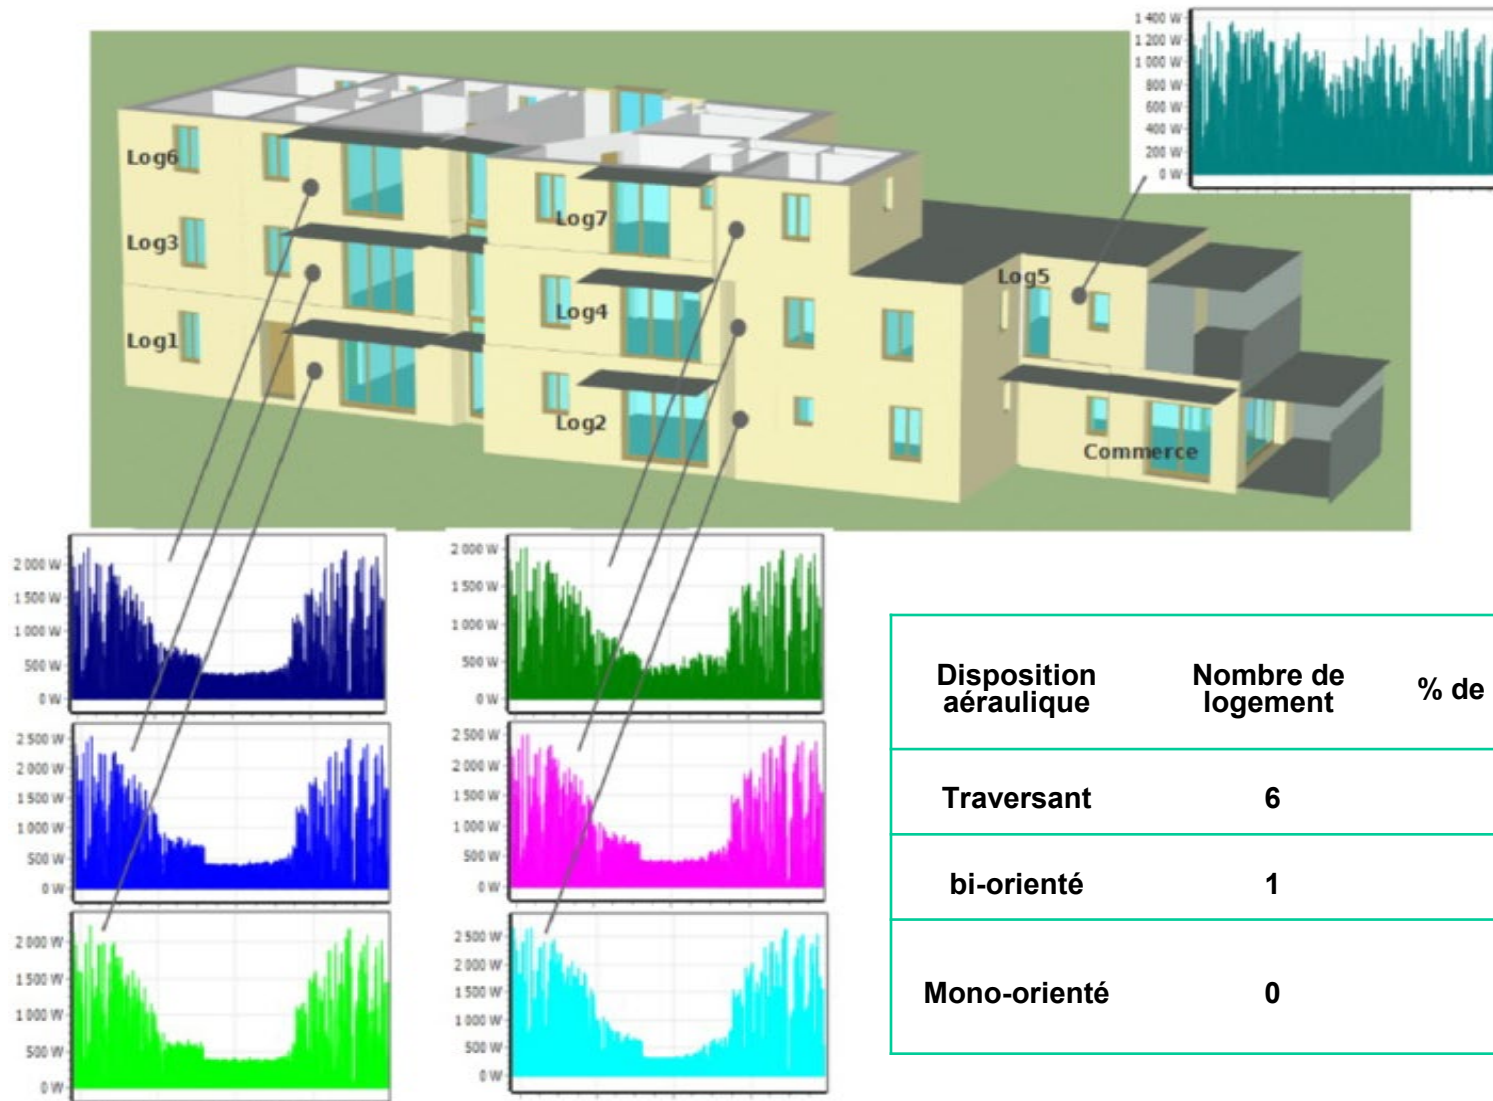 1 400 W
1 200 W
1 000 W
800 W
600 W
400 W
200 W
0 W
Log6
Log3
Log1
Log7
Log4
Log2
Log5
Commerce
2 000 W
1 500 W
1 000 W
500 W
0 W
2 000 W
1 500 W
1 000 W
500 W
0 W
2 500 W
2 000 W
1 500 W
1 000 W
500 W
0 W
2 500 W
2 000 W
1 500 W
1 000 W
500 W
0 W
2 000 W
1 500 W
1 000 W
500 W
0 W
2 500 W
2 000 W
1 500 W
1 000 W
500 W
0 W
Disposition
aéraulique
Nombre de
logement
% de
Traversant 6
bi-orienté 1
Mono-orienté 0